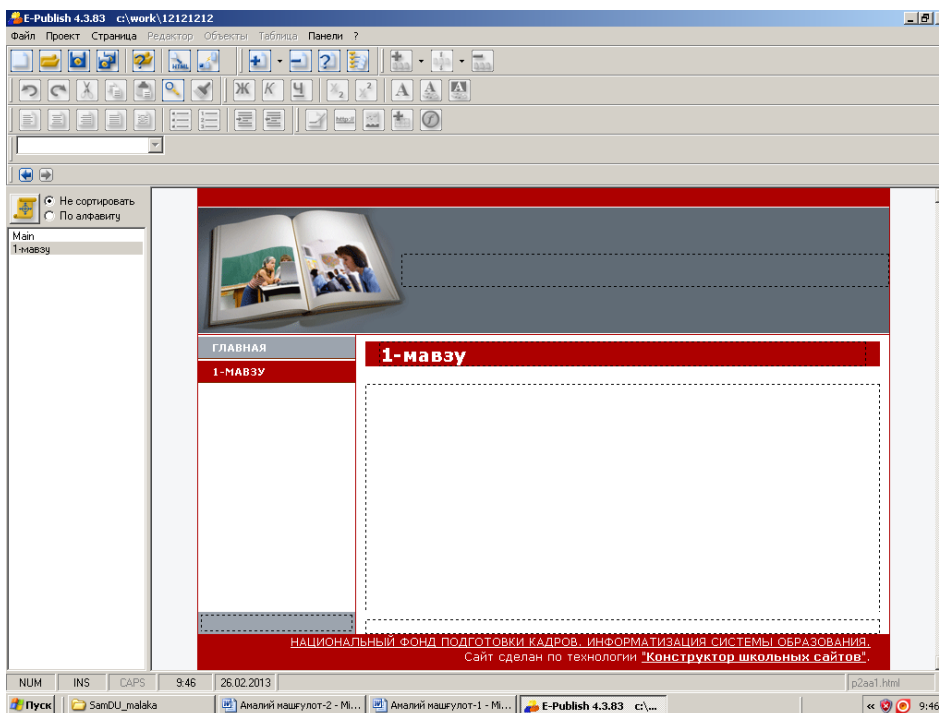 E-Publish 4.3.83 c:\work\12121212
Файл Проект Страница Редактор Объекты Таблица Панели ?
HTML
Ж К Ч
http://
Не сортировать
По алфавиту
Main
1-мавзу
ГЛАВНАЯ
1-МАВЗУ
1-мавзу
НАЦИОНАЛЬНЫЙ ФОНД ПОДГОТОВКИ КАДРОВ. ИНФОРМАТИЗАЦИЯ СИСТЕМЫ ОБРАЗОВАНИЯ.
Сайт сделан по технологии "Конструктор школьных сайтов".
NUM INS CAPS 9:46 26.02.2013 p2aa1.html
Пуск SamDU_malaka Амалий машғулот-2 - Mi... Амалий машғулот-1 - Mi... E-Publish 4.3.83 c:\... 9:46